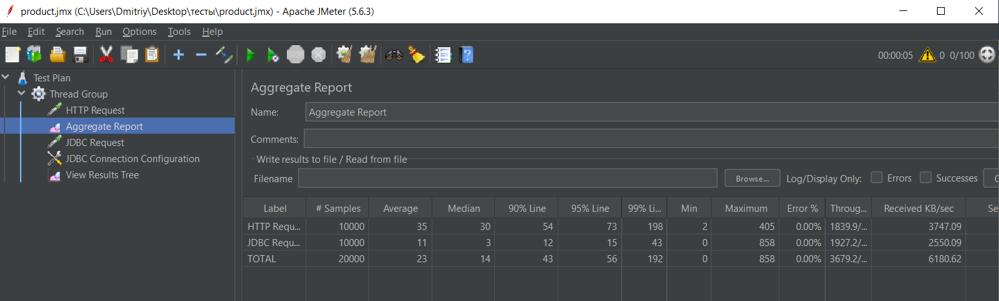 product.jmx (C:\Users\Dmitriy\Desktop\тесты\product.jmx) - Apache JMeter (5.6.3)
File Edit Search Run Options Tools Help
00:00:05 0 0/100
Test Plan
Thread Group
HTTP Request
Aggregate Report
JDBC Request
JDBC Connection Configuration
View Results Tree
Aggregate Report
Name: Aggregate Report
Comments:
Write results to file / Read from file
Filename Browse... Log/Display Only: Errors Successes
Label # Samples Average Median 90% Line 95% Line 99% Li... Min Maximum Error % Throug... Received KB/sec Se
HTTP Requ... 10000 35 30 54 73 198 2 405 0.00% 1839.9/... 3747.09
JDBC Requ... 10000 11 3 12 15 43 0 858 0.00% 1927.2/... 2550.09
TOTAL 20000 23 14 43 56 192 0 858 0.00% 3679.2/... 6180.62